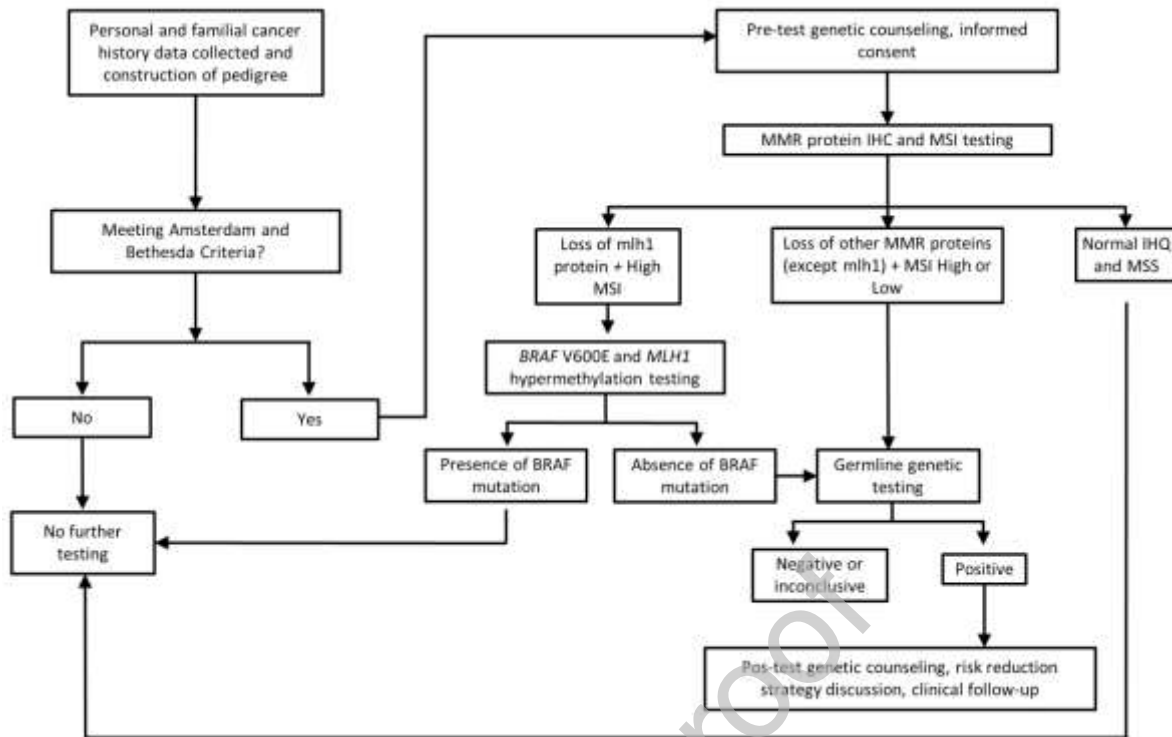 Personal and familial cancer
history data collected and
construction of pedigree
Pre-test genetic counseling, informed
consent
MMR protein IHC and MSI testing
Meeting Amsterdam and
Bethesda Criteria?
Loss of mlh1
protein + High
MSI
Loss of other MMR proteins
(except mlh1) + MSI High or
Low
Normal IHQ
and MSS
BRAF V600E and MLH1
hypermethylation testing
No
Yes
Presence of BRAF
mutation
Absence of BRAF
mutation
Germline genetic
testing
No further
testing
Negative or
inconclusive
Positive
Pos-test genetic counseling, risk reduction
strategy discussion, clinical follow-up
roof